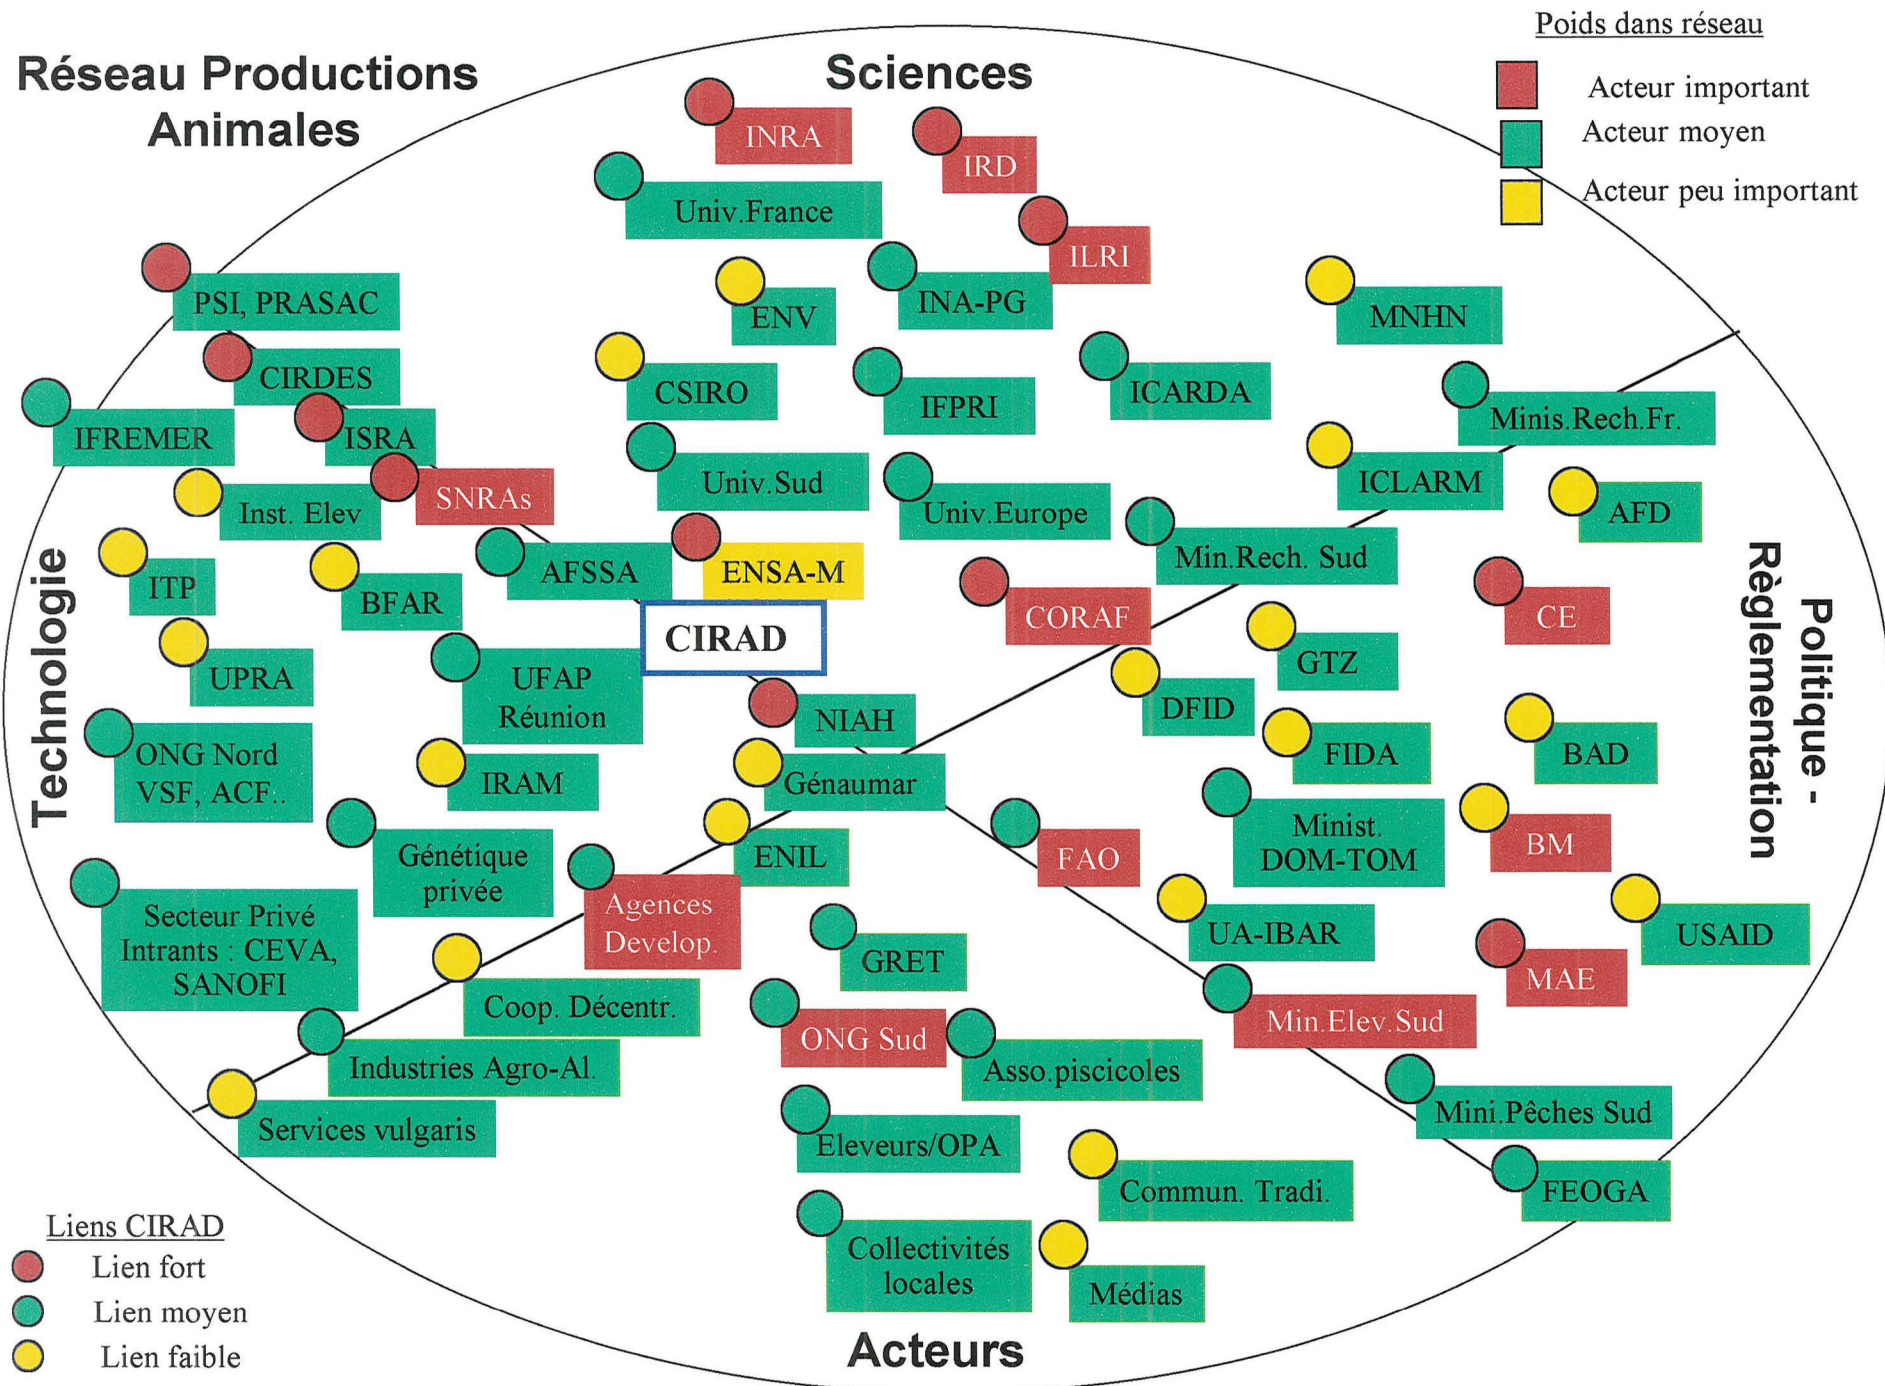 Réseau Productions
Animales
Sciences
Poids dans réseau
Acteur important
Acteur moyen
Acteur peu important
INRA
IRD
Univ.France
ILRI
PSI, PRASAC
ENV
INA-PG
MNHN
CIRDES
CSIRO
IFPRI
ICARDA
Minis.Rech.Fr.
IFREMER
ISRA
SNRAs
Univ.Sud
ICLARM
Inst. Elev
Univ.Europe
AFD
Min.Rech. Sud
ITP
BFAR
AFSSA
ENSA-M
CORAF
CE
Technologie
Politique -
Règlementation
CIRAD
GTZ
UPRA
UFAP
Réunion
NIAH
DFID
FIDA
BAD
ONG Nord
VSF, ACF..
IRAM
Génaumar
Minist.
DOM-TOM
BM
Génétique
privée
ENIL
FAO
Agences
Develop.
Secteur Privé
Intrants : CEVA,
SANOFI
GRET
UA-IBAR
USAID
MAE
Coop. Décentr.
ONG Sud
Min.Elev.Sud
Industries Agro-Al.
Asso.piscicoles
Services vulgaris
Eleveurs/OPA
Mini.Pêches Sud
Commun. Tradi.
FEOGA
Collectivités
locales
Médias
Acteurs
Liens CIRAD
Lien fort
Lien moyen
Lien faible